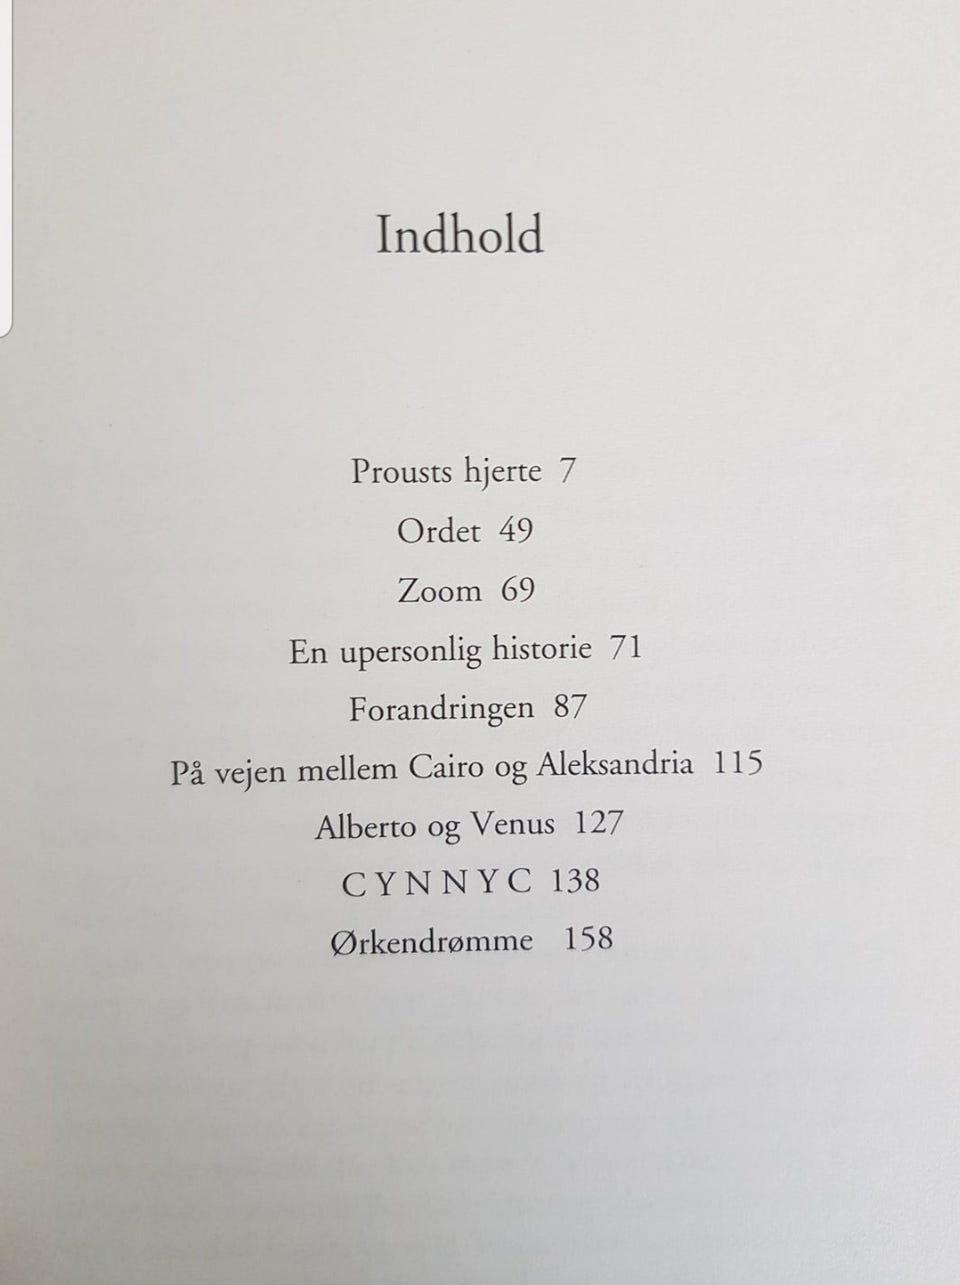 Indhold
Prousts hjerte 7
Ordet 49
Zoom 69
En upersonlig historie 71
Forandringen 87
På vejen mellem Cairo og Aleksandria 115
Alberto og Venus 127
C Y N N Y C 138
Ørkendrømme 158